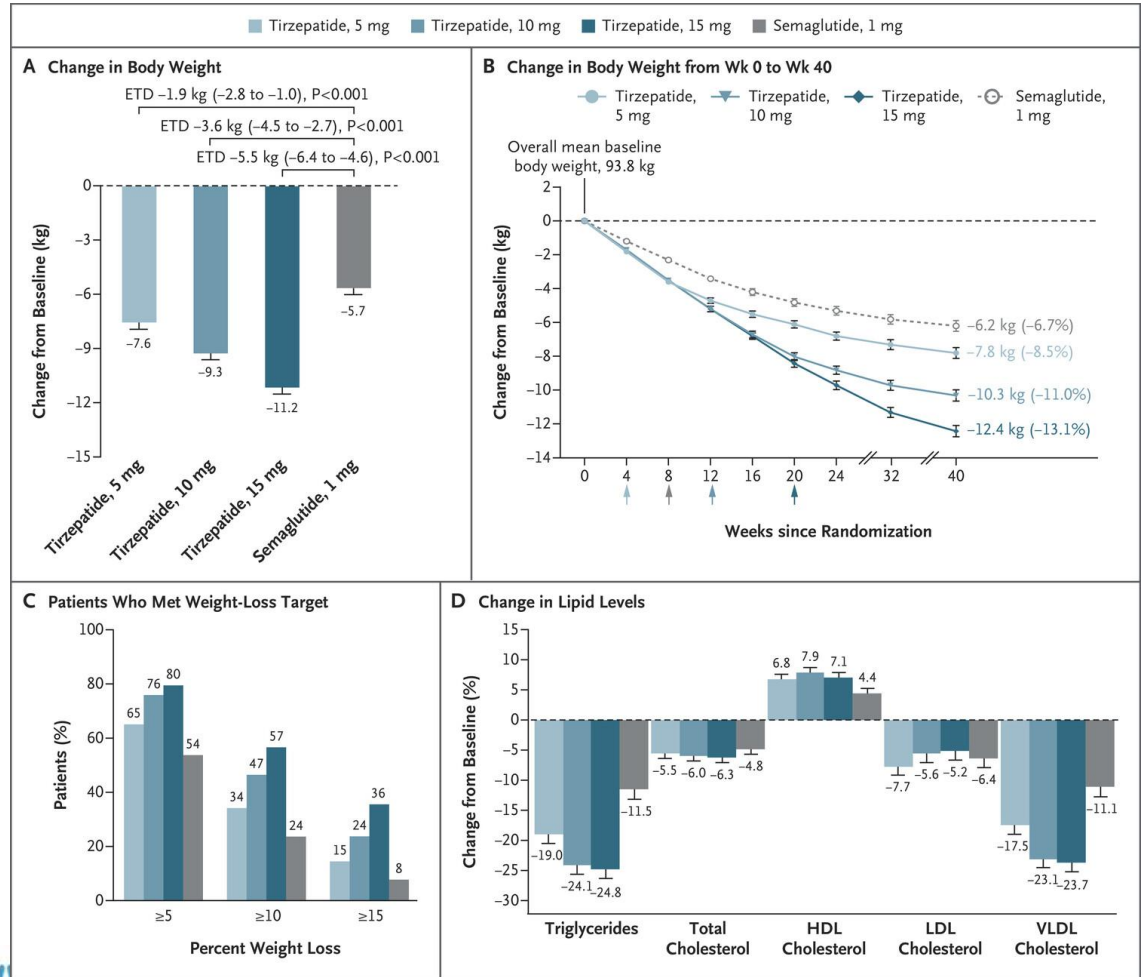 Tirzepatide, 5 mg Tirzepatide, 10 mg Tirzepatide, 15 mg Semaglutide, 1 mg
A Change in Body Weight
ETD −1.9 kg (−2.8 to −1.0), P<0.001
ETD −3.6 kg (−4.5 to −2.7), P<0.001
ETD −5.5 kg (−6.4 to −4.6), P<0.001
Change from Baseline (kg)
0
−3
−6
−9
−12
−15
−7.6
−9.3
−11.2
−5.7
Tirzepatide, 5 mg
Tirzepatide, 10 mg
Tirzepatide, 15 mg
Semaglutide, 1 mg
B Change in Body Weight from Wk 0 to Wk 40
Tirzepatide, 5 mg
Tirzepatide, 10 mg
Tirzepatide, 15 mg
Semaglutide, 1 mg
Overall mean baseline
body weight, 93.8 kg
Change from Baseline (kg)
2
0
−2
−4
−6
−8
−10
−12
−14
−6.2 kg (−6.7%)
−7.8 kg (−8.5%)
−10.3 kg (−11.0%)
−12.4 kg (−13.1%)
0 4 8 12 16 20 24 32 40
Weeks since Randomization
C Patients Who Met Weight-Loss Target
Patients (%)
100
80
60
40
20
0
65 76 80 54
34 47 57 24
15 24 36 8
≥5 ≥10 ≥15
Percent Weight Loss
D Change in Lipid Levels
Change from Baseline (%)
15
10
5
0
−5
−10
−15
−20
−25
−30
−19.0 −24.1 −24.8 −11.5
−5.5 −6.0 −6.3 −4.8
6.8 7.9 7.1 4.4
−7.7 −5.6 −5.2 −6.4
−17.5 −23.1 −23.7 −11.1
Triglycerides
Total
Cholesterol
HDL
Cholesterol
LDL
Cholesterol
VLDL
Cholesterol